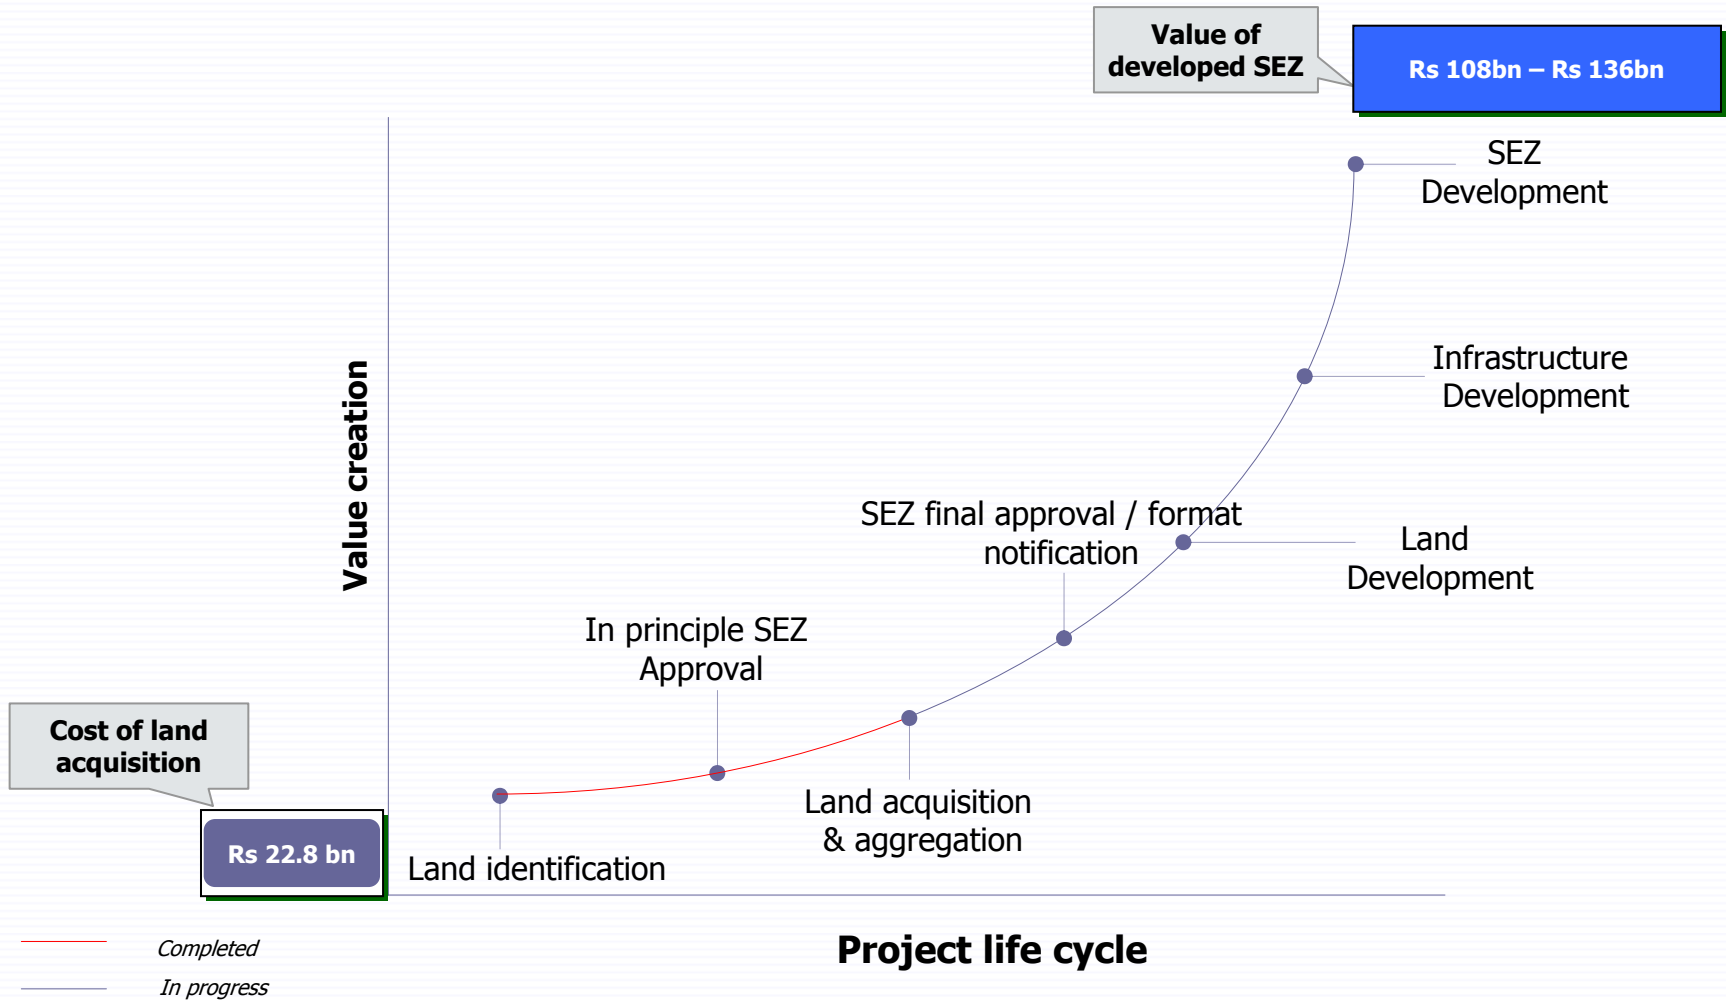 Value of
developed SEZ
Rs 108bn – Rs 136bn
SEZ
Development
Infrastructure
Development
Value creation
SEZ final approval / format
notification
Land
Development
In principle SEZ
Approval
Cost of land
acquisition
Rs 22.8 bn
Land acquisition
& aggregation
Land identification
Completed
In progress
Project life cycle